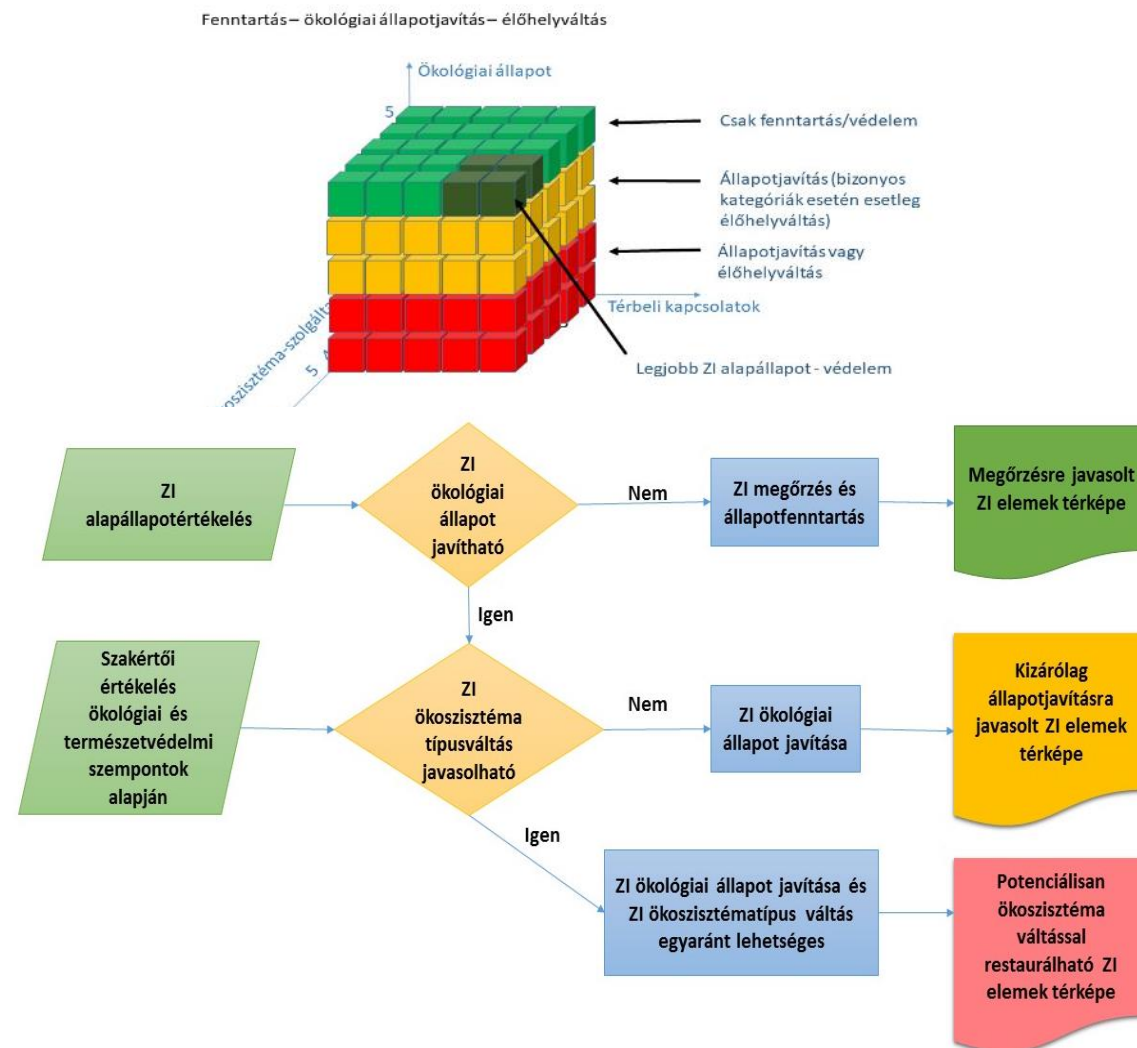 Fenntartás– ökológiai állapotjavítás– élőhelyváltás
Ökológiai állapot
5
Csak fenntartás/védelem
Állapotjavítás (bizonyos
kategóriák esetén esetleg
élőhelyváltás)
Állapotjavítás vagy
élőhelyváltás
Térbeli kapcsolatok
5
Legjobb ZI alapállapot - védelem
ZI
alapállapotértékelés
ZI
ökológiai
állapot
javítható
Nem
ZI megőrzés és
állapotfenntartás
Megőrzésre javasolt
ZI elemek térképe
Igen
Szakértői
értékelés
ökológiai és
természetvédelmi
szempontok
alapján
ZI
ökoszisztéma
típusváltás
javasolható
Nem
ZI ökológiai
állapot javítása
Kizárólag
állapotjavításra
javasolt ZI elemek
térképe
Igen
ZI ökológiai állapot javítása és
ZI ökoszisztématípus váltás
egyaránt lehetséges
Potenciálisan
ökoszisztéma
váltással
restaurálható ZI
elemek térképe